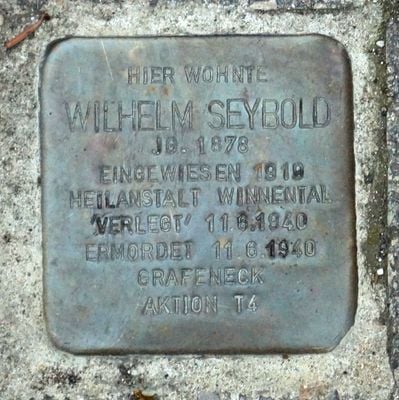 HIER WOHNTE
WILHELM SEYBOLD
JG. 1878
EINGEWIESEN 1919
HEILANSTALT WINNENTAL
'VERLEGT' 11.6.1940
ERMORDET 11.6.1940
GRAFENECK
AKTION T4